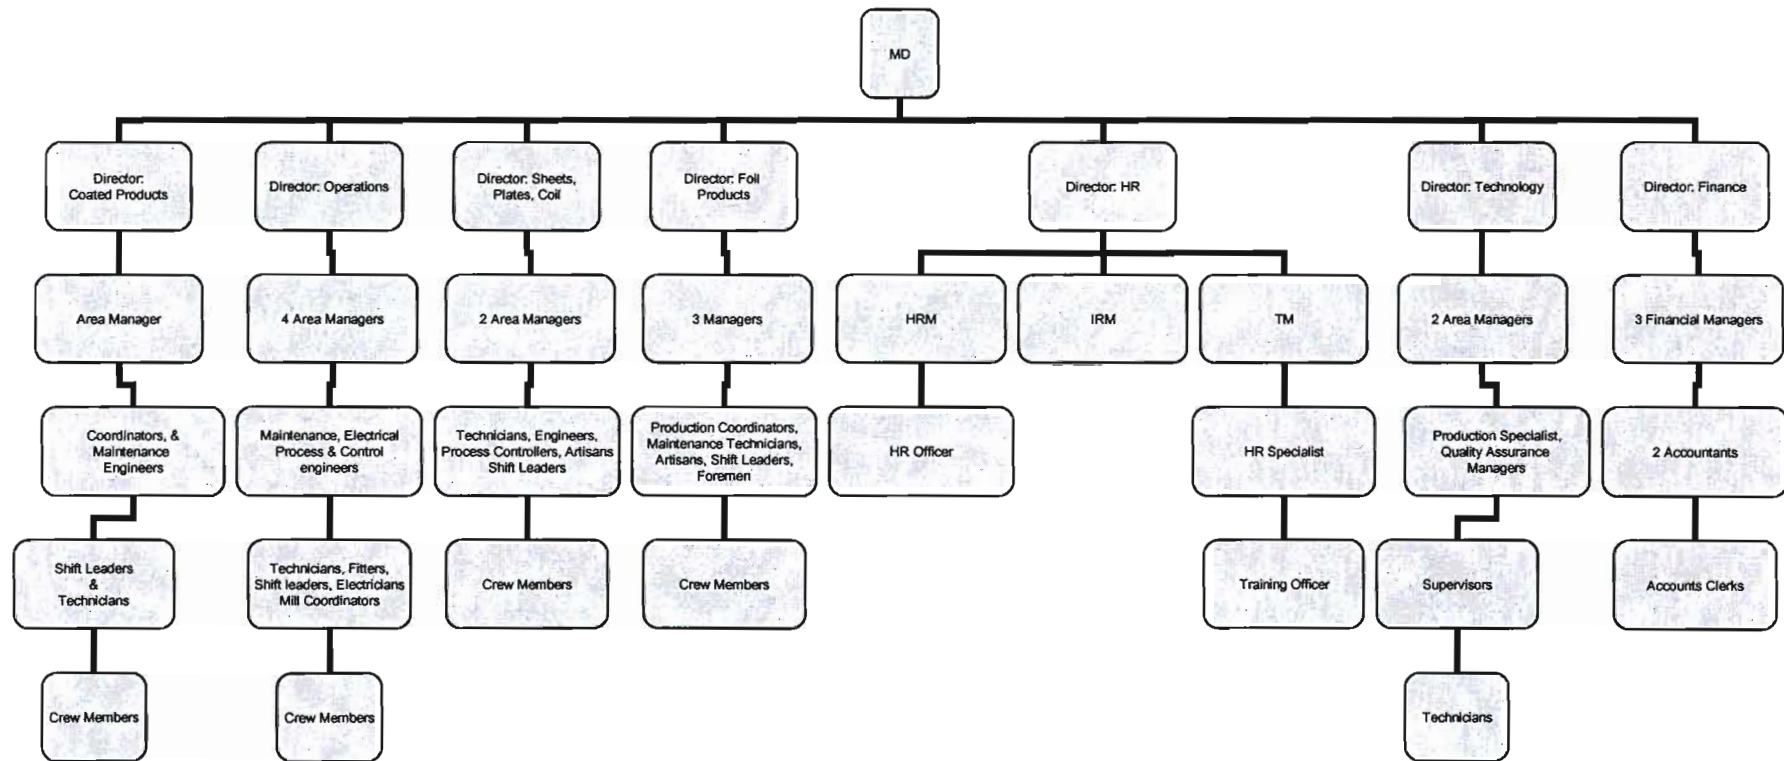 MD
Director:
Coated Products
Director: Operations
Director: Sheets,
Plates, Coil
Director: Foil
Products
Director: HR
Director: Technology
Director: Finance
Area Manager
4 Area Managers
2 Area Managers
3 Managers
HRM
IRM
TM
2 Area Managers
3 Financial Managers
Coordinators, &
Maintenance
Engineers
Maintenance, Electrical
Process & Control
engineers
Technicians, Engineers,
Process Controllers, Artisans
Shift Leaders
Production Coordinators,
Maintenance Technicians,
Artisans, Shift Leaders,
Foremen
HR Officer
HR Specialist
Production Specialist,
Quality Assurance
Managers
2 Accountants
Shift Leaders
&
Technicians
Technicians, Fitters,
Shift leaders, Electricians
Mill Coordinators
Crew Members
Crew Members
Training Officer
Supervisors
Accounts Clerks
Crew Members
Crew Members
Technicians